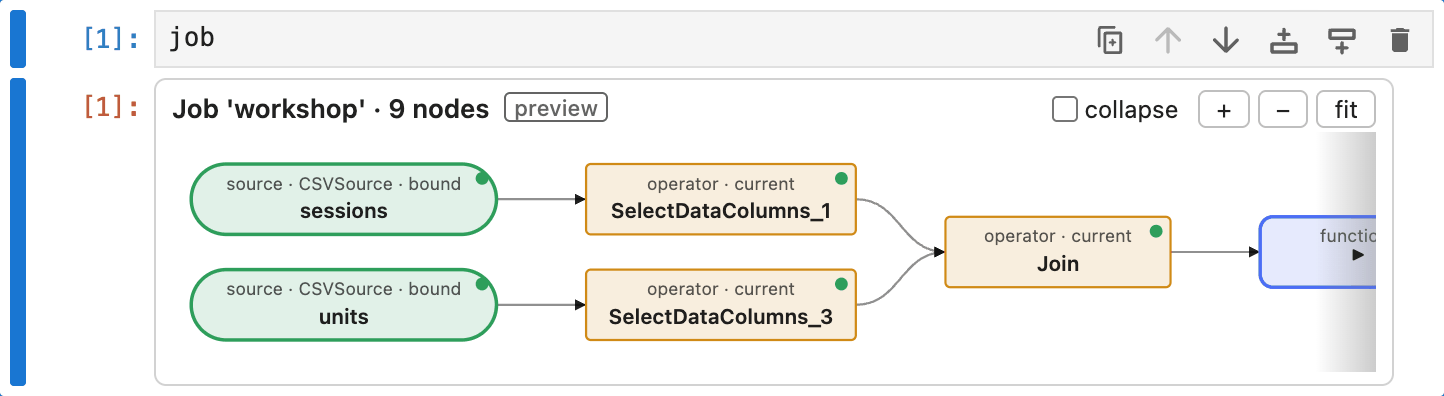 [1]: job
[1]: Job 'workshop' · 9 nodes preview collapse + − fit
source · CSVSource · bound
sessions
operator · current
SelectDataColumns_1
operator · current
Join
functio
source · CSVSource · bound
units
operator · current
SelectDataColumns_3